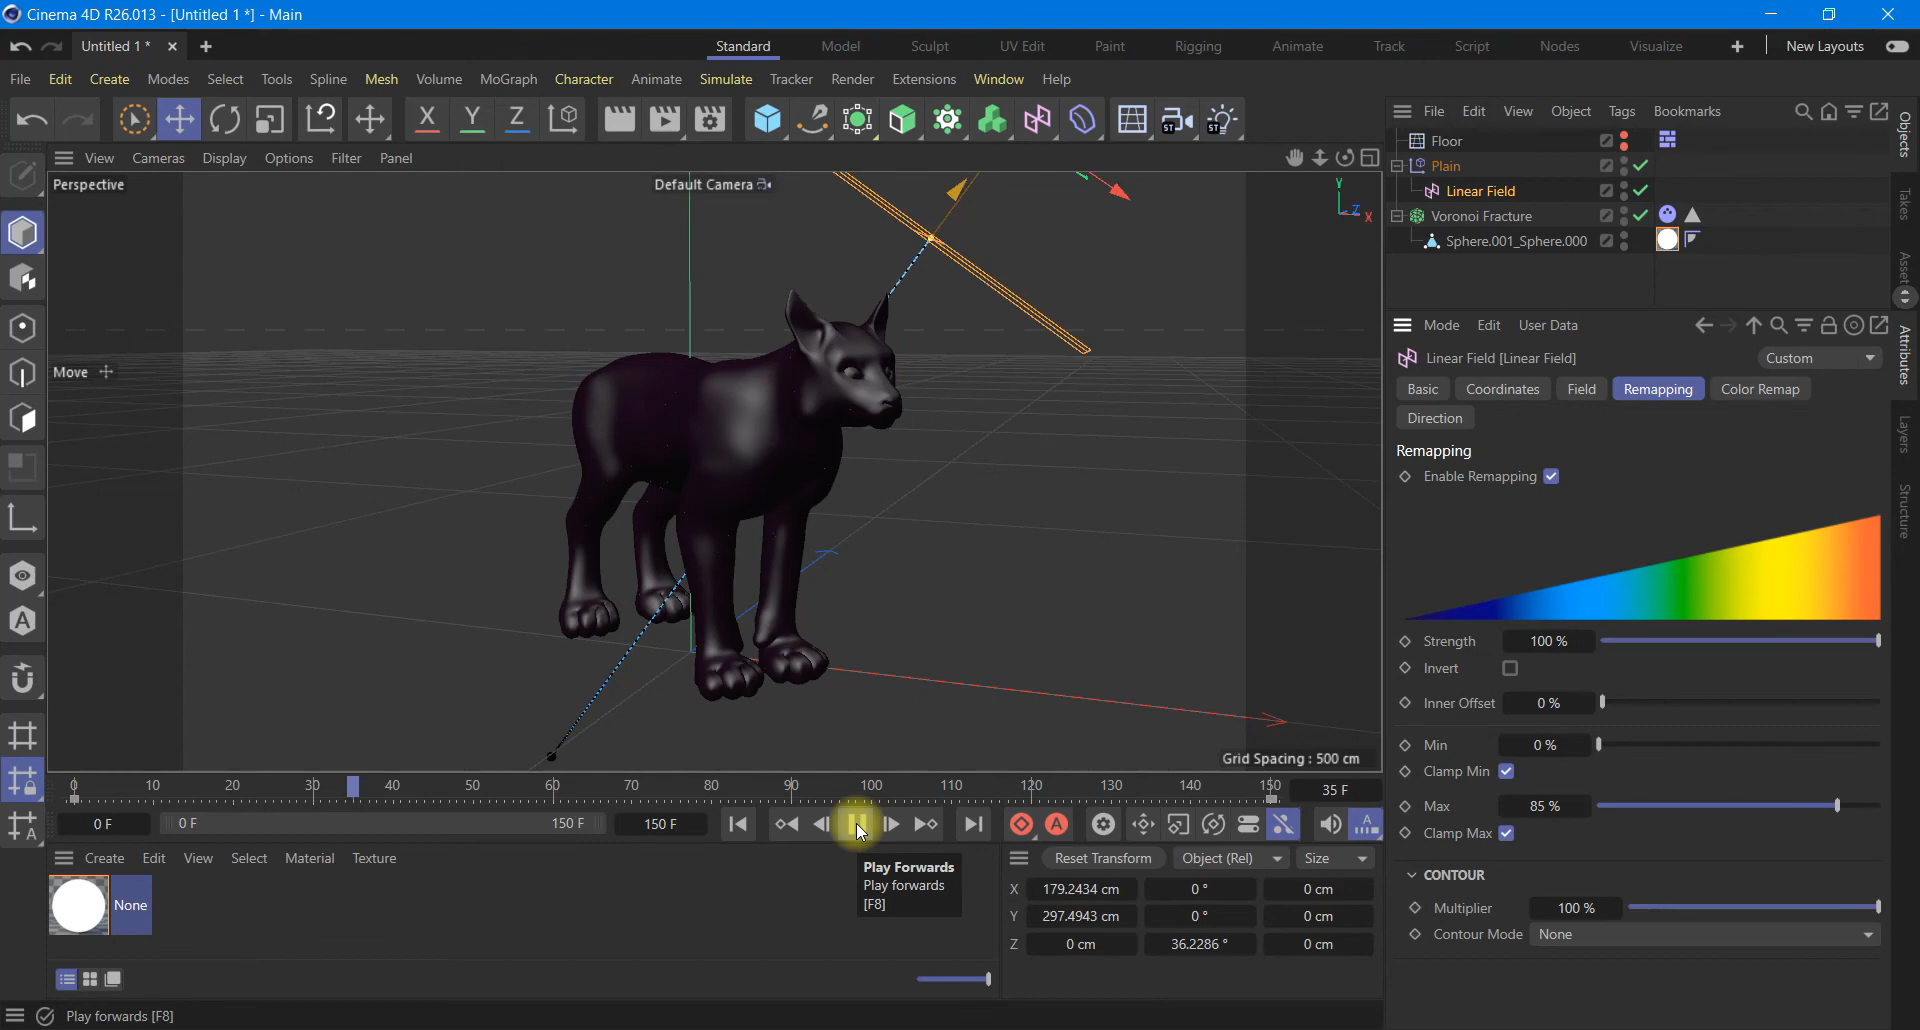 Cinema 4D R26.013 - [Untitled 1 *] - Main
Untitled 1 *
Standard Model Sculpt UV Edit Paint Rigging Animate Track Script Nodes Visualize New Layouts
File Edit Create Modes Select Tools Spline Mesh Volume MoGraph Character Animate Simulate Tracker Render Extensions Window Help
X Y Z
ST ST
File Edit View Object Tags Bookmarks
Floor
Plain
Linear Field
Voronoi Fracture
Sphere.001_Sphere.000
Objects
Takes
Asset
Attributes
Layers
Structure
View Cameras Display Options Filter Panel
Perspective
Default Camera
Y
Z
X
Move
Grid Spacing : 500 cm
Mode Edit User Data
Linear Field [Linear Field]
Custom
Basic Coordinates Field Remapping Color Remap
Direction
Remapping
Enable Remapping
Strength 100 %
Invert
Inner Offset 0 %
Min 0 %
Clamp Min
Max 85 %
Clamp Max
CONTOUR
Multiplier 100 %
Contour Mode None
0 10 20 30 40 50 60 70 80 90 100 110 120 130 140 150
35 F
0 F 0 F 150 F 150 F
Play Forwards
Play forwards
[F8]
Create Edit View Select Material Texture
None
Reset Transform Object (Rel) Size
X 179.2434 cm 0 ° 0 cm
Y 297.4943 cm 0 ° 0 cm
Z 0 cm 36.2286 ° 0 cm
Play forwards [F8]